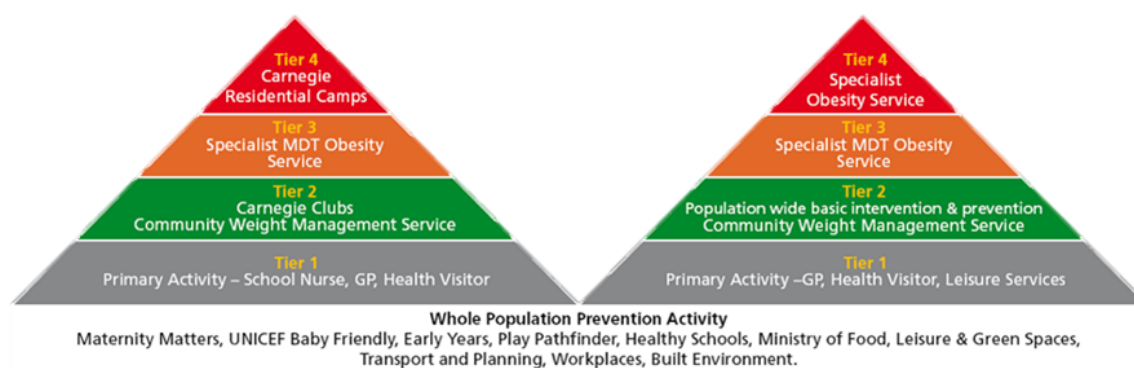 Tier 4
Carnegie
Residential Camps
Tier 3
Specialist MDT Obesity
Service
Tier 2
Carnegie Clubs
Community Weight Management Service
Tier 1
Primary Activity – School Nurse, GP, Health Visitor
Tier 4
Specialist
Obesity Service
Tier 3
Specialist MDT Obesity
Service
Tier 2
Population wide basic intervention & prevention
Community Weight Management Service
Tier 1
Primary Activity –GP, Health Visitor, Leisure Services
Whole Population Prevention Activity
Maternity Matters, UNICEF Baby Friendly, Early Years, Play Pathfinder, Healthy Schools, Ministry of Food, Leisure & Green Spaces,
Transport and Planning, Workplaces, Built Environment.